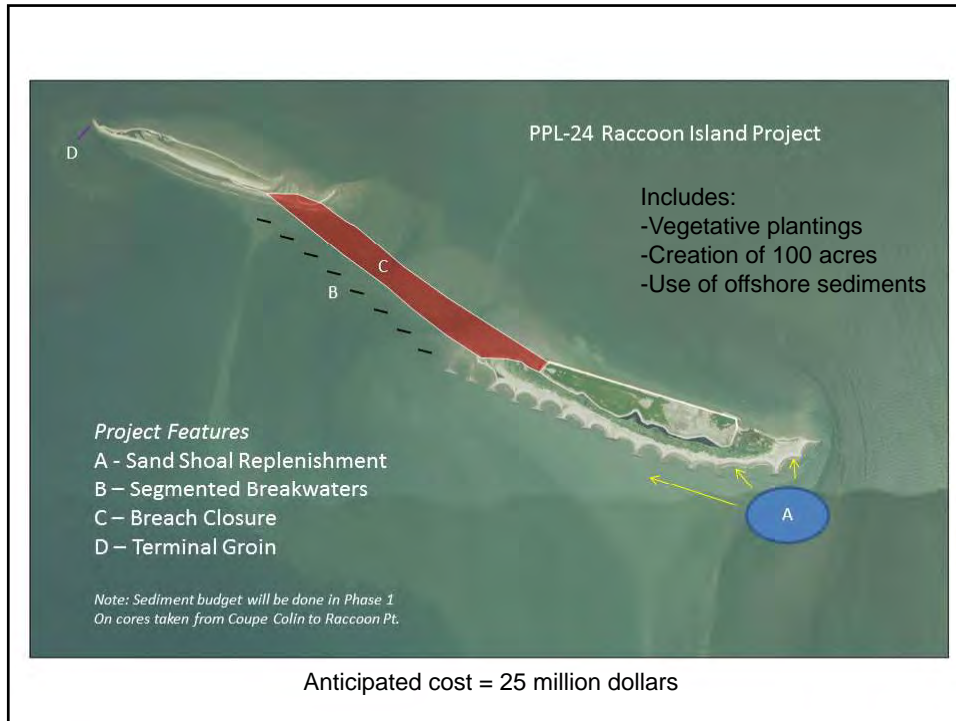 D
PPL-24 Raccoon Island Project
Includes:
-Vegetative plantings
-Creation of 100 acres
-Use of offshore sediments
C
B
Project Features
A - Sand Shoal Replenishment
B – Segmented Breakwaters
C – Breach Closure
D – Terminal Groin
A
Note: Sediment budget will be done in Phase 1
On cores taken from Coupe Colin to Raccoon Pt.
Anticipated cost = 25 million dollars